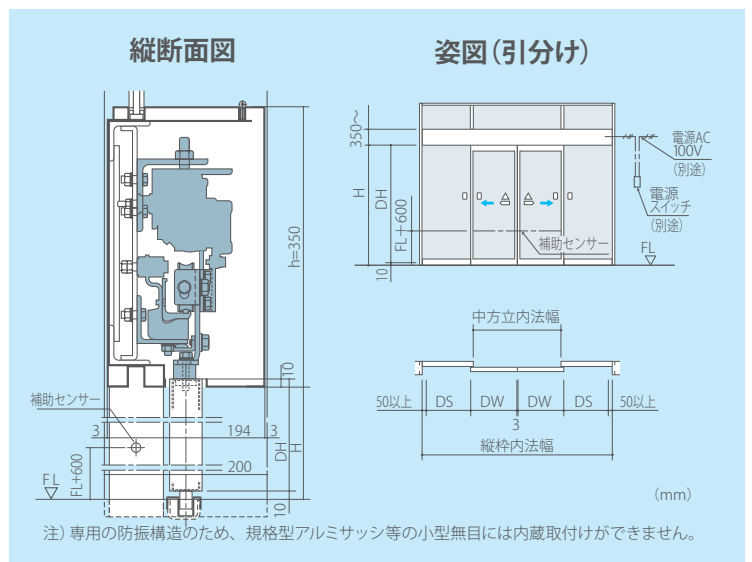 縦断面図
h=350
10
補助センサー
3
194
3
DH
H
FL+600
200
FL
10
姿図(引分け)
350〜
H
DH
FL+600
10
電源AC
100V
(別途)
電源
スイッチ
(別途)
補助センサー
FL
中方立内法幅
50以上
DS
DW
DW
DS
50以上
3
縦枠内法幅
(mm)
注) 専用の防振構造のため、規格型アルミサッシ等の小型無目には内蔵取付けができません。